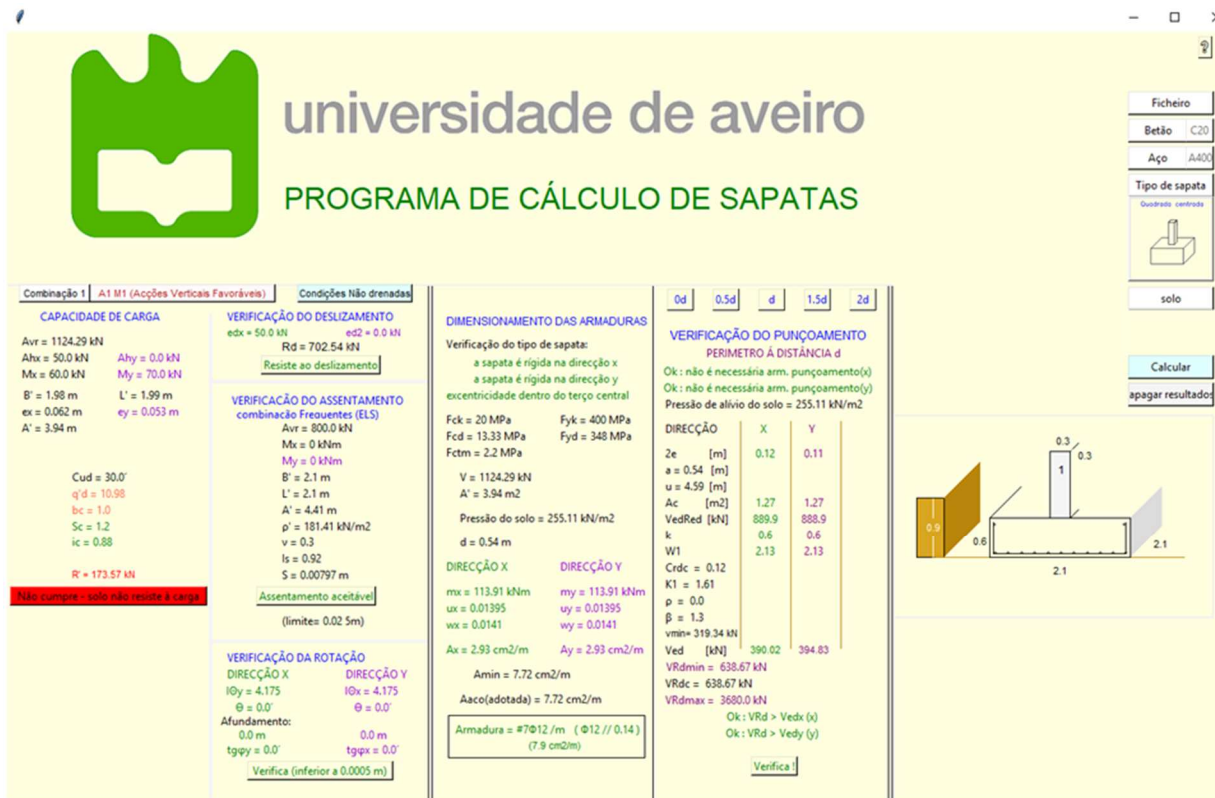 universidade de aveiro
PROGRAMA DE CÁLCULO DE SAPATAS
Ficheiro
Betão C20
Aço A400
Tipo de sapata
Quadrada centrada
solo
Calcular
apagar resultados
Combinação 1 A1 M1 (Acções Verticais Favoráveis) Condições Não drenadas
CAPACIDADE DE CARGA
Avr = 1124.29 kN
Ahx = 50.0 kN Ahy = 0.0 kN
Mx = 60.0 kN My = 70.0 kN
B' = 1.98 m L' = 1.99 m
ex = 0.062 m ey = 0.053 m
A' = 3.94 m
Cud = 30.0'
q'd = 10.98
bc = 1.0
Sc = 1.2
ic = 0.88
R' = 173.57 kN
Não cumpre - solo não resiste à carga
VERIFICAÇÃO DO DESLIZAMENTO
edx = 50.0 kN ed2 = 0.0 kN
Rd = 702.54 kN
Resiste ao deslizamento
VERIFICACÃO DO ASSENTAMENTO
combinação Frequentes (ELS)
Avr = 800.0 kN
Mx = 0 kNm
My = 0 kNm
B' = 2.1 m
L' = 2.1 m
A' = 4.41 m
ρ' = 181.41 kN/m2
v = 0.3
Is = 0.92
S = 0.00797 m
Assentamento aceitável
(limite= 0.02 5m)
VERIFICAÇÃO DA ROTAÇÃO
DIRECÇÃO X DIRECÇÃO Y
IΘy = 4.175 IΘx = 4.175
Θ = 0.0' Θ = 0.0'
Afundamento:
0.0 m 0.0 m
tgφy = 0.0' tgφx = 0.0'
Verifica (inferior a 0.0005 m)
DIMENSIONAMENTO DAS ARMADURAS
Verificação do tipo de sapata:
a sapata é rígida na direcção x
a sapata é rígida na direcção y
excentricidade dentro do terço central
Fck = 20 MPa Fyk = 400 MPa
Fcd = 13.33 MPa Fyd = 348 MPa
Fctm = 2.2 MPa
V = 1124.29 kN
A' = 3.94 m2
Pressão do solo = 255.11 kN/m2
d = 0.54 m
DIRECÇÃO X DIRECÇÃO Y
mx = 113.91 kNm my = 113.91 kNm
ux = 0.01395 uy = 0.01395
wx = 0.0141 wy = 0.0141
Ax = 2.93 cm2/m Ay = 2.93 cm2/m
Amin = 7.72 cm2/m
Aaco(adotada) = 7.72 cm2/m
Armadura = #7Φ12 /m ( Φ12 // 0.14 )
(7.9 cm2/m)
0d 0.5d d 1.5d 2d
VERIFICAÇÃO DO PUNÇOAMENTO
PERIMETRO Á DISTÂNCIA d
Ok : não é necessária arm. punçoamento(x)
Ok : não é necessária arm. punçoamento(y)
Pressão de alívio do solo = 255.11 kN/m2
DIRECÇÃO X Y
2e [m] 0.12 0.11
a = 0.54 [m]
u = 4.59 [m]
Ac [m2] 1.27 1.27
VedRed [kN] 889.9 888.9
k 0.6 0.6
W1 2.13 2.13
Crdc = 0.12
K1 = 1.61
ρ = 0.0
β = 1.3
vmin= 319.34 kN
Ved [kN] 390.02 394.83
VRdmin = 638.67 kN
VRdc = 638.67 kN
VRdmax = 3680.0 kN
Ok : VRd > Vedx (x)
Ok : VRd > Vedy (y)
Verifica !
0.3
0.3
1
0.9
0.6
2.1
2.1